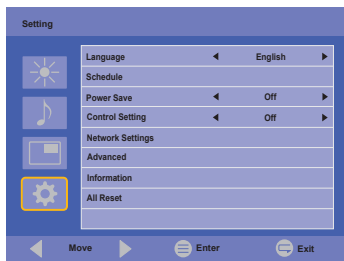 Setting
Language English
Schedule
Power Save Off
Control Setting Off
Network Settings
Advanced
Information
All Reset
Move Enter Exit